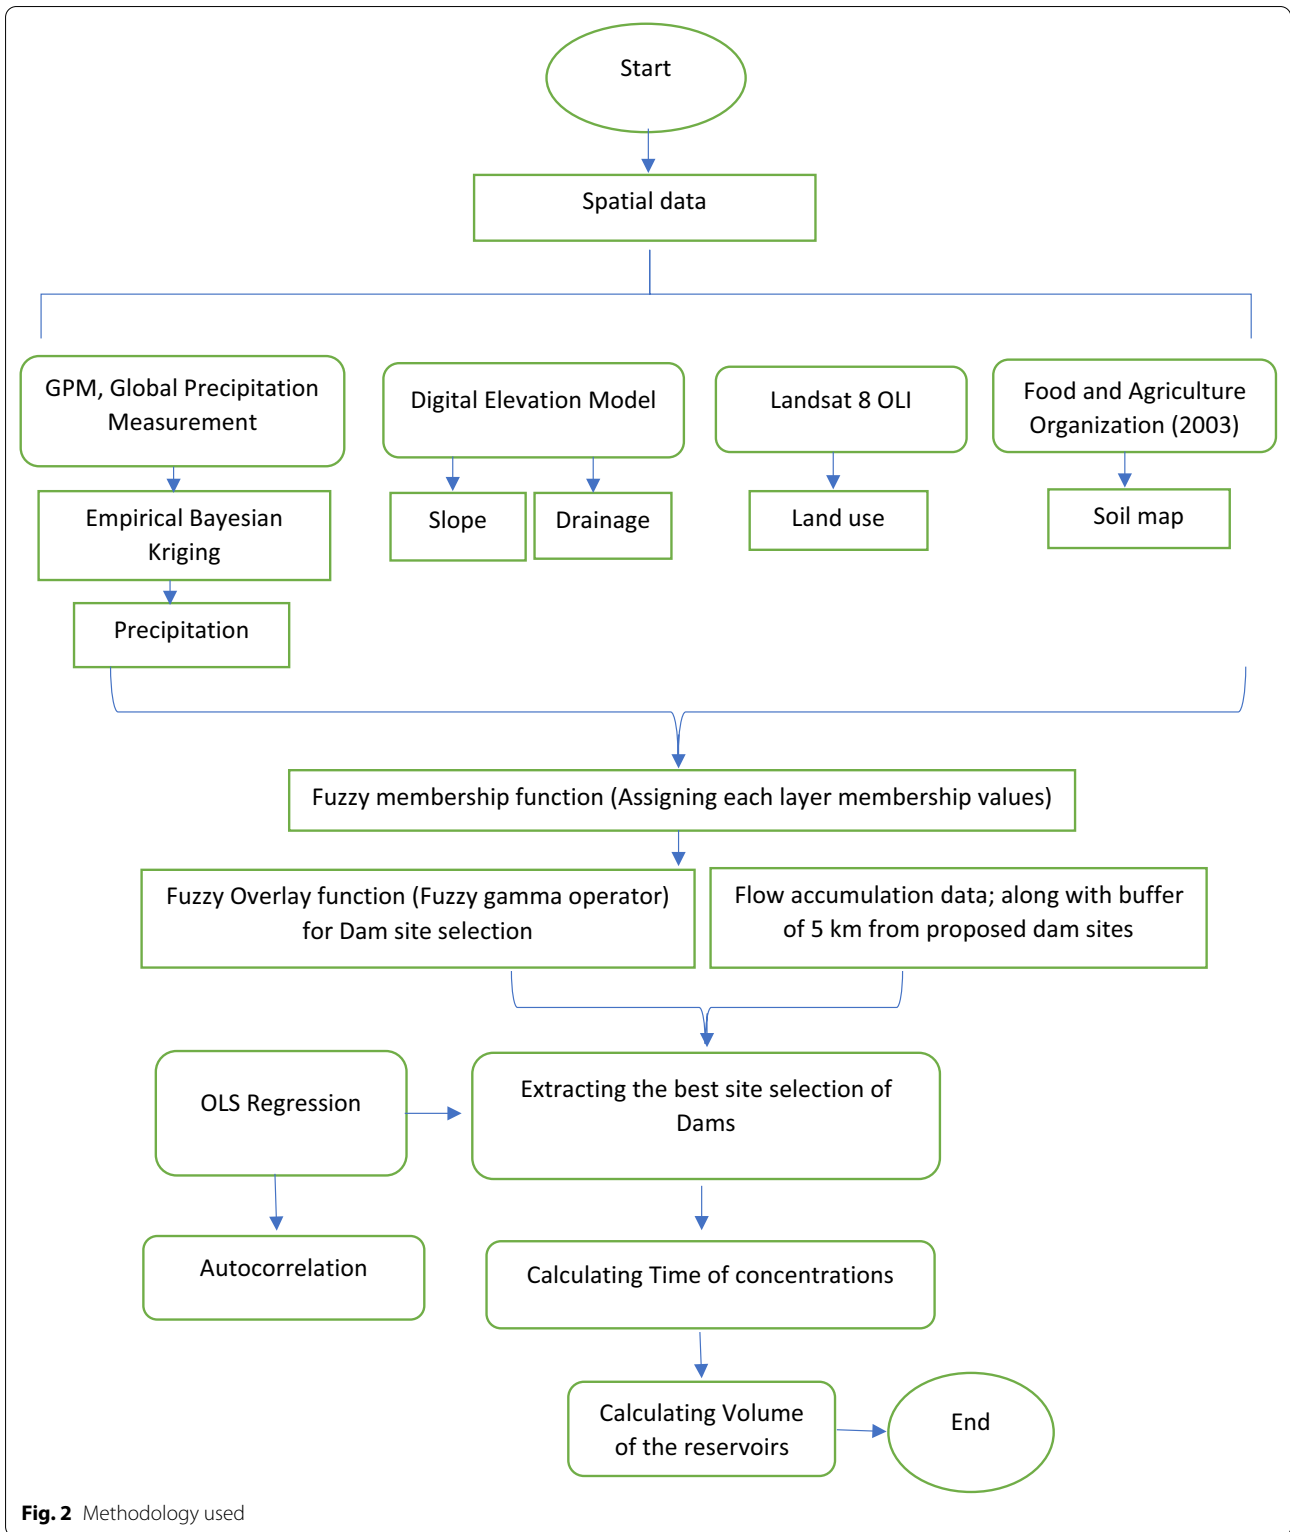 Start
Spatial data
GPM, Global Precipitation
Measurement
Digital Elevation Model
Landsat 8 OLI
Food and Agriculture
Organization (2003)
Empirical Bayesian
Kriging
Slope
Drainage
Land use
Soil map
Precipitation
Fuzzy membership function (Assigning each layer membership values)
Fuzzy Overlay function (Fuzzy gamma operator)
for Dam site selection
Flow accumulation data; along with buffer
of 5 km from proposed dam sites
OLS Regression
Extracting the best site selection of
Dams
Autocorrelation
Calculating Time of concentrations
Calculating Volume
of the reservoirs
End
Fig. 2 Methodology used